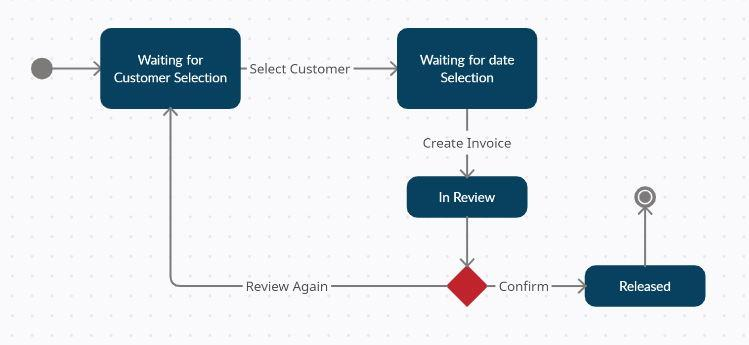 Waiting for
Customer Selection
Select Customer
Waiting for date
Selection
Create Invoice
In Review
Review Again
Confirm
Released